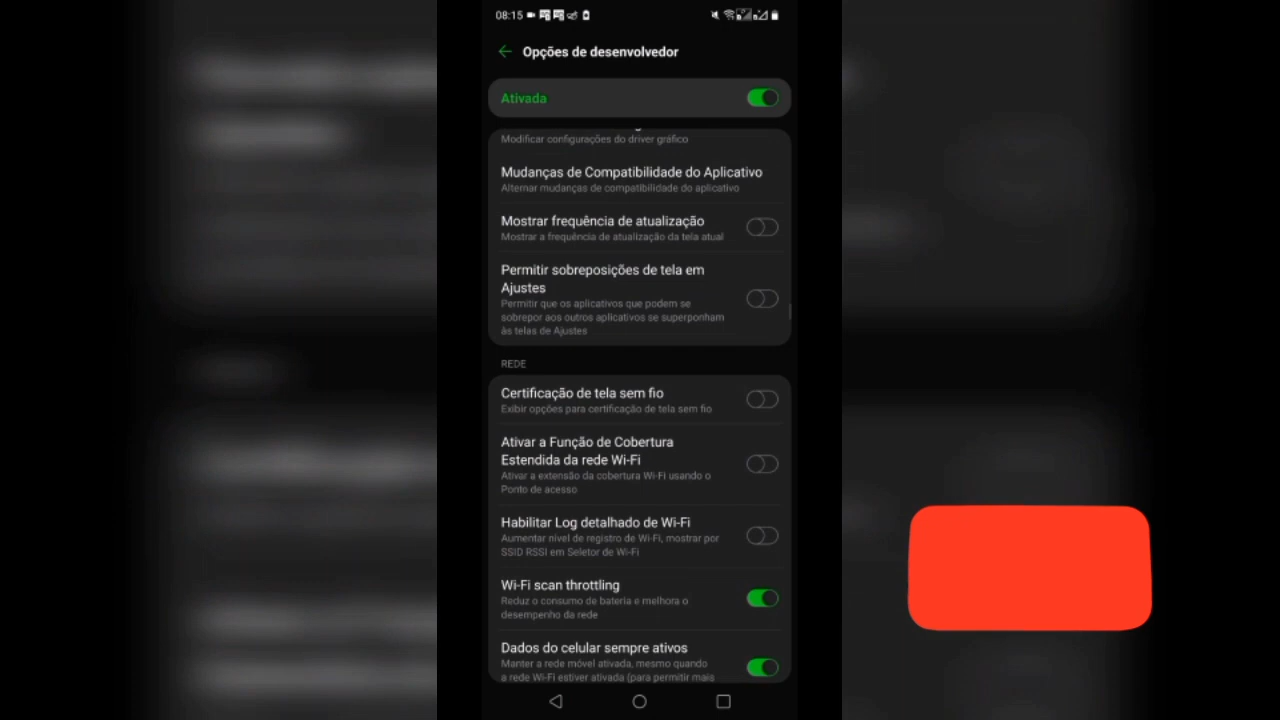 08:15
Opções de desenvolvedor
Ativada
Modificar configurações do driver gráfico
Mudanças de Compatibilidade do Aplicativo
Alternar mudanças de compatibilidade do aplicativo
Mostrar frequência de atualização
Mostrar a frequência de atualização da tela atual
Permitir sobreposições de tela em
Ajustes
Permitir que os aplicativos que podem se
sobrepor aos outros aplicativos se superponham
às telas de Ajustes
REDE
Certificação de tela sem fio
Exibir opções para certificação de tela sem fio
Ativar a Função de Cobertura
Estendida da rede Wi-Fi
Ativar a extensão da cobertura Wi-Fi usando o
Ponto de acesso
Habilitar Log detalhado de Wi-Fi
Aumentar nível de registro de Wi-Fi, mostrar por
SSID RSSI em Seletor de Wi-Fi
Wi-Fi scan throttling
Reduz o consumo de bateria e melhora o
desempenho da rede
Dados do celular sempre ativos
Manter a rede móvel ativada, mesmo quando
a rede Wi-Fi estiver ativada (para permitir mais